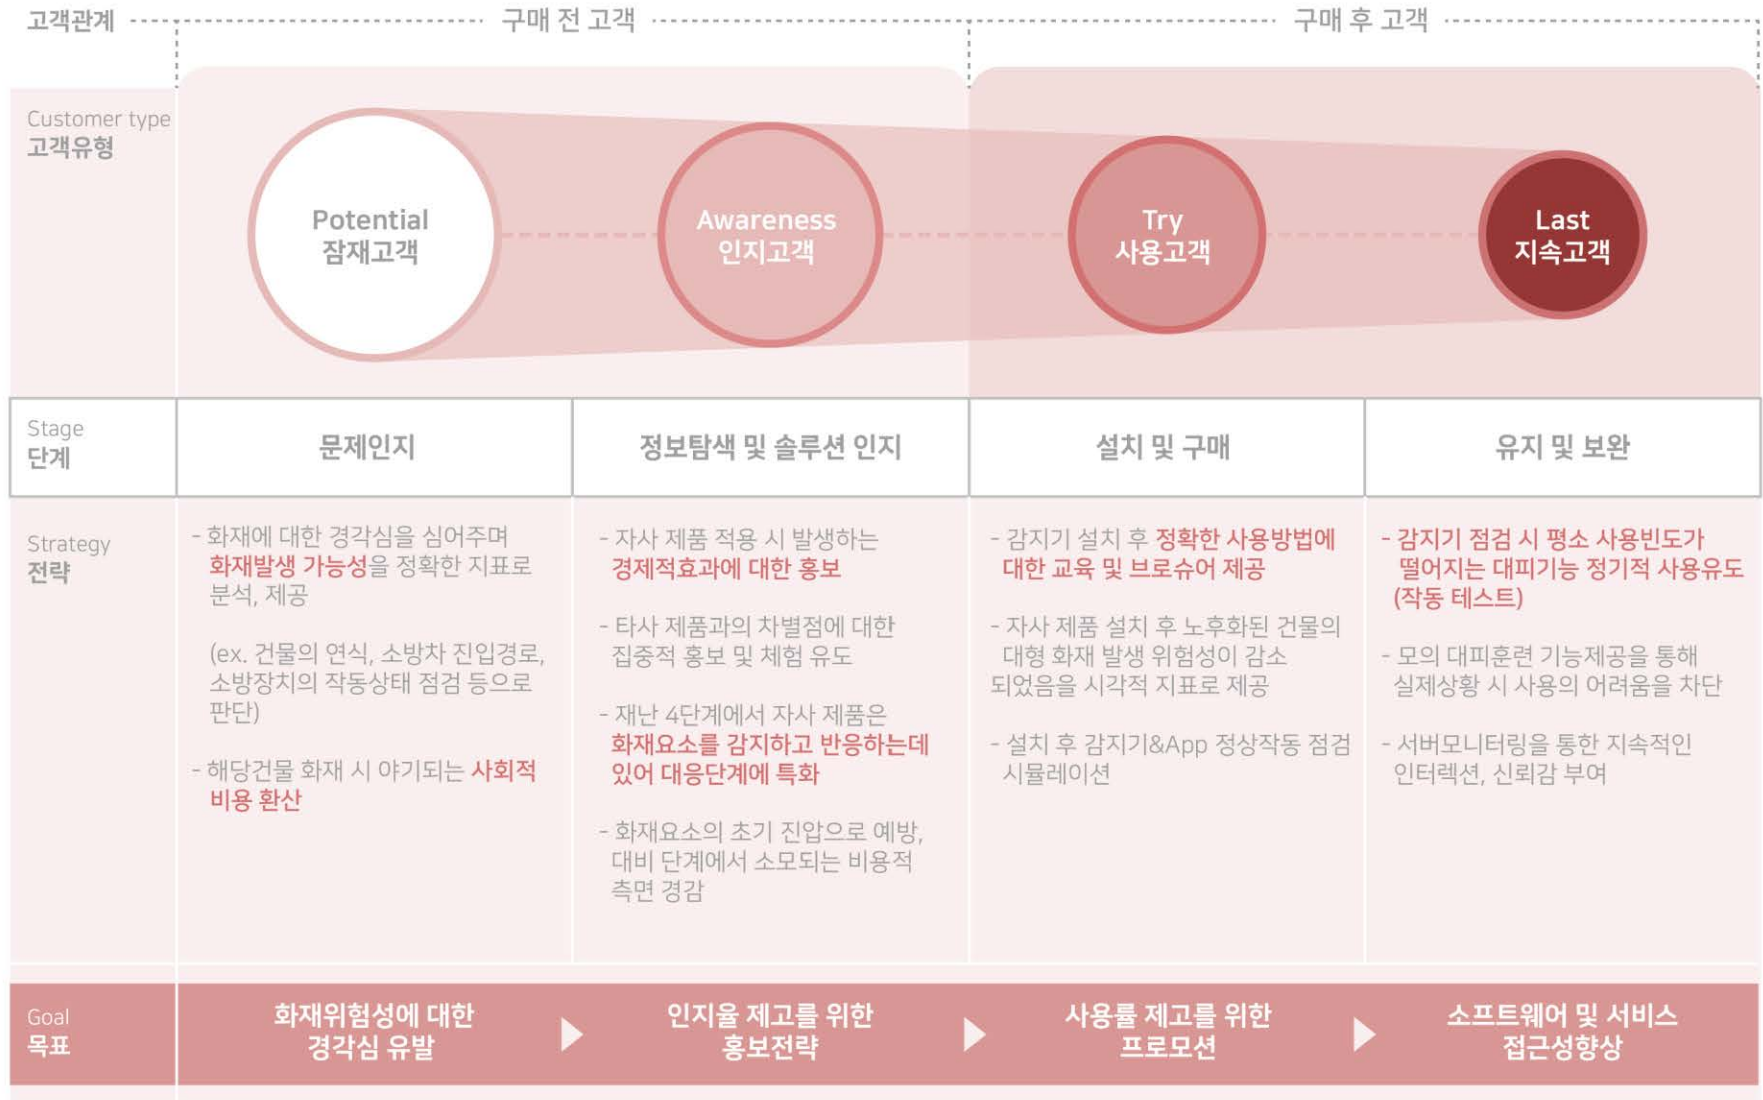 고객관계
구매 전 고객
구매 후 고객
Customer type
고객유형
Potential
잠재고객
Awareness
인지고객
Try
사용고객
Last
지속고객
Stage
단계
문제인지
정보탐색 및 솔루션 인지
설치 및 구매
유지 및 보완
Strategy
전략
- 화재에 대한 경각심을 심어주며
화재발생 가능성을 정확한 지표로
분석, 제공
(ex. 건물의 연식, 소방차 진입경로,
소방장치의 작동상태 점검 등으로
판단)
- 해당건물 화재 시 야기되는 사회적
비용 환산
- 자사 제품 적용 시 발생하는
경제적효과에 대한 홍보
- 타사 제품과의 차별점에 대한
집중적 홍보 및 체험 유도
- 재난 4단계에서 자사 제품은
화재요소를 감지하고 반응하는데
있어 대응단계에 특화
- 화재요소의 초기 진압으로 예방,
대비 단계에서 소모되는 비용적
측면 경감
- 감지기 설치 후 정확한 사용방법에
대한 교육 및 브로슈어 제공
- 자사 제품 설치 후 노후화된 건물의
대형 화재 발생 위험성이 감소
되었음을 시각적 지표로 제공
- 설치 후 감지기&App 정상작동 점검
시뮬레이션
- 감지기 점검 시 평소 사용빈도가
떨어지는 대피기능 정기적 사용유도
(작동 테스트)
- 모의 대피훈련 기능제공을 통해
실제상황 시 사용의 어려움을 차단
- 서버모니터링을 통한 지속적인
인터렉션, 신뢰감 부여
Goal
목표
화재위험성에 대한
경각심 유발
인지율 제고를 위한
홍보전략
사용률 제고를 위한
프로모션
소프트웨어 및 서비스
접근성향상